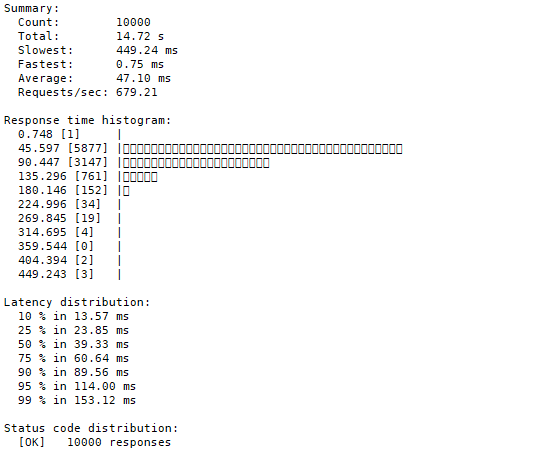 Summary:
  Count:        10000
  Total:        14.72 s
  Slowest:      449.24 ms
  Fastest:      0.75 ms
  Average:      47.10 ms
  Requests/sec: 679.21

Response time histogram:
  0.748 [1]     |
  45.597 [5877] |▯▯▯▯▯▯▯▯▯▯▯▯▯▯▯▯▯▯▯▯▯▯▯▯▯▯▯▯▯▯▯▯▯▯▯▯▯▯▯▯
  90.447 [3147] |▯▯▯▯▯▯▯▯▯▯▯▯▯▯▯▯▯▯▯▯▯
  135.296 [761] |▯▯▯▯▯
  180.146 [152] |▯
  224.996 [34]  |
  269.845 [19]  |
  314.695 [4]   |
  359.544 [0]   |
  404.394 [2]   |
  449.243 [3]   |

Latency distribution:
  10 % in 13.57 ms
  25 % in 23.85 ms
  50 % in 39.33 ms
  75 % in 60.64 ms
  90 % in 89.56 ms
  95 % in 114.00 ms
  99 % in 153.12 ms

Status code distribution:
  [OK]   10000 responses